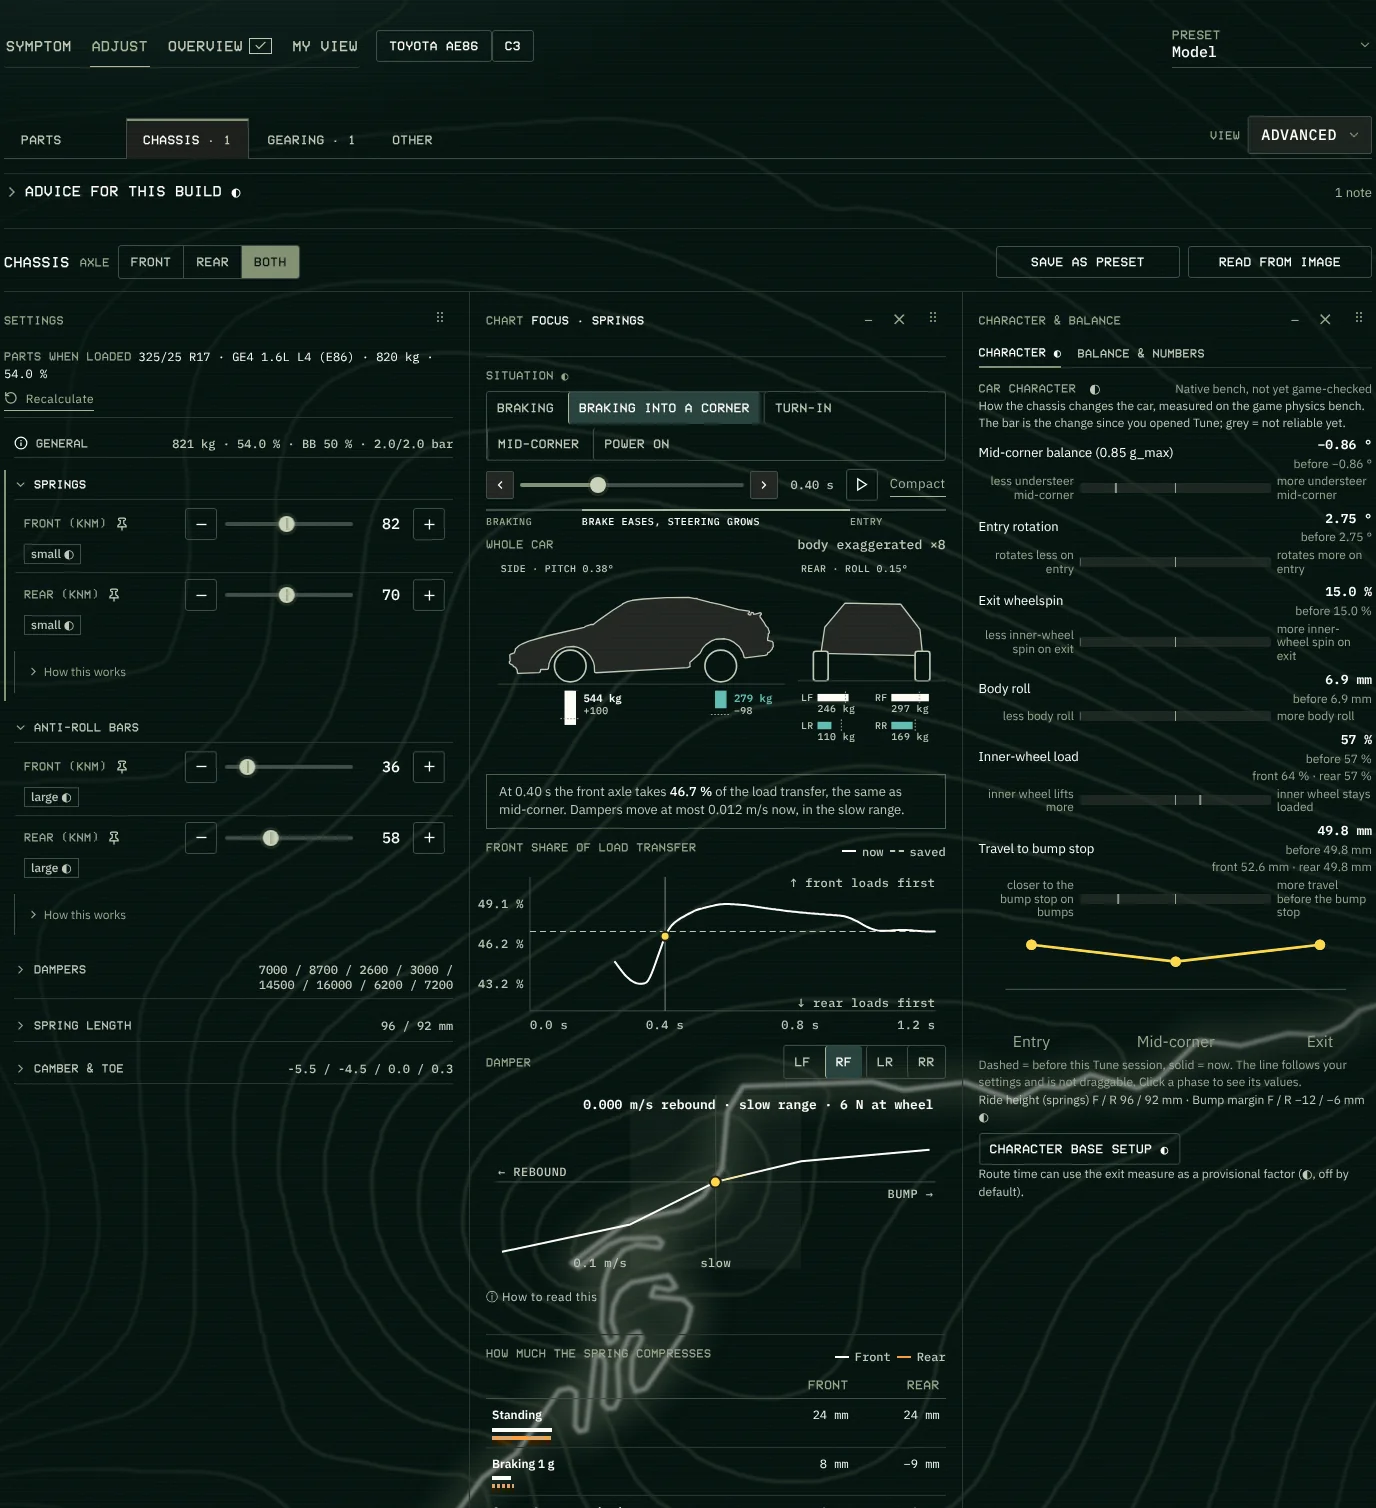 SYMPTOM ADJUST OVERVIEW MY VIEW TOYOTA AE86 C3
PRESET
Model
PARTS CHASSIS · 1 GEARING · 1 OTHER VIEW ADVANCED
ADVICE FOR THIS BUILD 1 note
CHASSIS AXLE FRONT REAR BOTH SAVE AS PRESET READ FROM IMAGE
SETTINGS
PARTS WHEN LOADED 325/25 R17 · GE4 1.6L L4 (E86) · 820 kg ·
54.0 %
Recalculate
GENERAL 821 kg · 54.0 % · BB 50 % · 2.0/2.0 bar
SPRINGS
FRONT (KNM) − 82 +
small
REAR (KNM) − 70 +
small
How this works
ANTI-ROLL BARS
FRONT (KNM) − 36 +
large
REAR (KNM) − 58 +
large
How this works
DAMPERS 7000 / 8700 / 2600 / 3000 /
14500 / 16000 / 6200 / 7200
SPRING LENGTH 96 / 92 mm
CAMBER & TOE -5.5 / -4.5 / 0.0 / 0.3
CHART FOCUS · SPRINGS
SITUATION
BRAKING BRAKING INTO A CORNER TURN-IN
MID-CORNER POWER ON
0.40 s Compact
BRAKING BRAKE EASES, STEERING GROWS ENTRY
WHOLE CAR body exaggerated ×8
SIDE · PITCH 0.38° REAR · ROLL 0.15°
544 kg
+100
279 kg
−98
LF RF
246 kg 297 kg
LR RR
110 kg 169 kg
At 0.40 s the front axle takes 46.7 % of the load transfer, the same as
mid-corner. Dampers move at most 0.012 m/s now, in the slow range.
FRONT SHARE OF LOAD TRANSFER now saved
↑ front loads first
49.1 %
46.2 %
43.2 %
↓ rear loads first
0.0 s 0.4 s 0.8 s 1.2 s
DAMPER LF RF LR RR
0.000 m/s rebound · slow range · 6 N at wheel
← REBOUND
BUMP →
0.1 m/s slow
How to read this
HOW MUCH THE SPRING COMPRESSES Front Rear
FRONT REAR
Standing 24 mm 24 mm
Braking 1 g 8 mm −9 mm
CHARACTER & BALANCE
CHARACTER BALANCE & NUMBERS
CAR CHARACTER Native bench, not yet game-checked
How the chassis changes the car, measured on the game physics bench.
The bar is the change since you opened Tune; grey = not reliable yet.
−0.86 °
Mid-corner balance (0.85 g_max)
before −0.86 °
less understeer
mid-corner
more understeer
mid-corner
2.75 °
Entry rotation
before 2.75 °
rotates less on
entry
rotates more on
entry
15.0 %
Exit wheelspin
before 15.0 %
less inner-wheel
spin on exit
more inner-
wheel spin on
exit
6.9 mm
Body roll
before 6.9 mm
less body roll more body roll
57 %
Inner-wheel load
before 57 %
front 64 % · rear 57 %
inner wheel lifts
more
inner wheel stays
loaded
49.8 mm
Travel to bump stop
before 49.8 mm
front 52.6 mm · rear 49.8 mm
closer to the
bump stop on
bumps
more travel
before the bump
stop
Entry Mid-corner Exit
Dashed = before this Tune session, solid = now. The line follows your
settings and is not draggable. Click a phase to see its values.
Ride height (springs) F / R 96 / 92 mm · Bump margin F / R −12 / −6 mm
CHARACTER BASE SETUP
Route time can use the exit measure as a provisional factor (◐, off by
default).